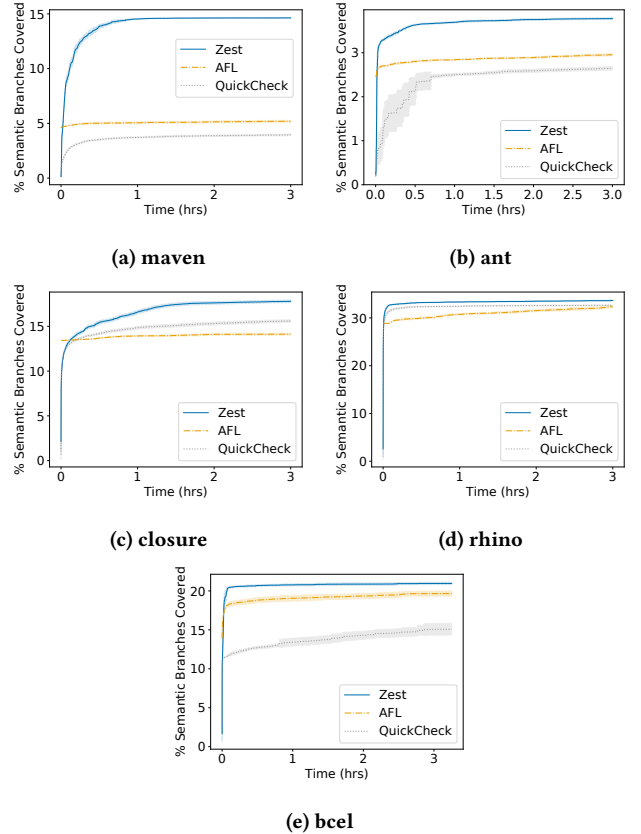 % Semantic Branches Covered
15
10
5
0
Zest
AFL
QuickCheck
0
1
2
3
Time (hrs)
(a) maven
% Semantic Branches Covered
3
2
1
0
Zest
AFL
QuickCheck
0.0 0.5 1.0 1.5 2.0 2.5 3.0
Time (hrs)
(b) ant
% Semantic Branches Covered
15
10
5
0
Zest
AFL
QuickCheck
0
1
2
3
Time (hrs)
(c) closure
% Semantic Branches Covered
30
20
10
0
Zest
AFL
QuickCheck
0
1
2
3
Time (hrs)
(d) rhino
% Semantic Branches Covered
20
15
10
5
0
Zest
AFL
QuickCheck
0
1
2
3
Time (hrs)
(e) bcel